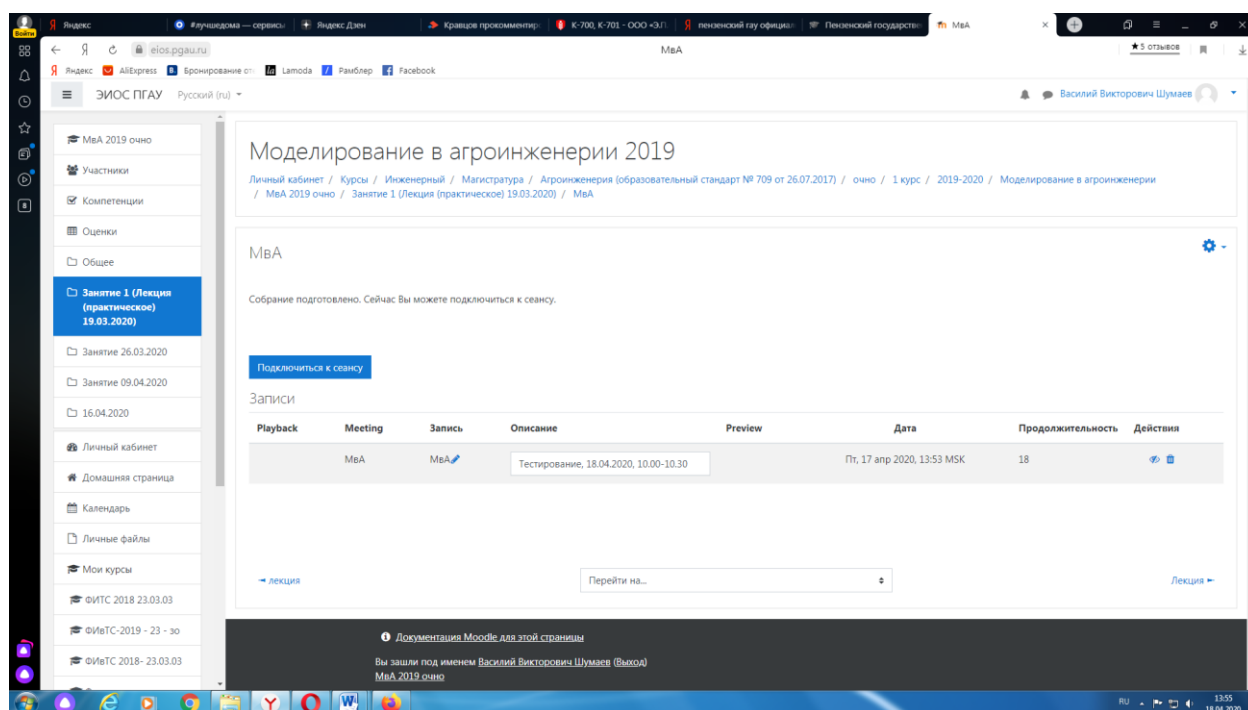 Яндекс
#лучшедома — сервисы
Яндекс.Дзен
Кравцов прокомментиро
К-700, К-701 - ООО «ЭЛ
пензенский гау официал
Пензенский государстве
МвА
Войти
eios.pgau.ru
МвА
★ 5 отзывов
Яндекс
AliExpress
Бронирование от
Lamoda
Рамблер
Facebook
ЭИОС ПГАУ
Русский (ru)
Василий Викторович Шумаев
МвА 2019 очно
Участники
Компетенции
Оценки
Общее
Занятие 1 (Лекция
(практическое)
19.03.2020)
Занятие 26.03.2020
Занятие 09.04.2020
16.04.2020
Личный кабинет
Домашняя страница
Календарь
Личные файлы
Мои курсы
ФИТС 2018 23.03.03
ФИвТС-2019 - 23 - зо
ФИвТС 2018- 23.03.03
Моделирование в агроинженерии 2019
Личный кабинет / Курсы / Инженерный / Магистратура / Агроинженерия (образовательный стандарт № 709 от 26.07.2017) / очно / 1 курс / 2019-2020 / Моделирование в агроинженерии
/ МвА 2019 очно / Занятие 1 (Лекция (практическое) 19.03.2020) / МвА
МвА
Собрание подготовлено. Сейчас Вы можете подключиться к сеансу.
Подключиться к сеансу
Записи
Playback Meeting Запись Описание Preview Дата Продолжительность Действия
МвА МвА Тестирование, 18.04.2020, 10.00-10.30 Пт, 17 апр 2020, 13:53 MSK 18
лекция
Перейти на...
Лекция
Документация Moodle для этой страницы
Вы зашли под именем Василий Викторович Шумаев (Выход)
МвА 2019 очно
RU
13:55
18.04.2020